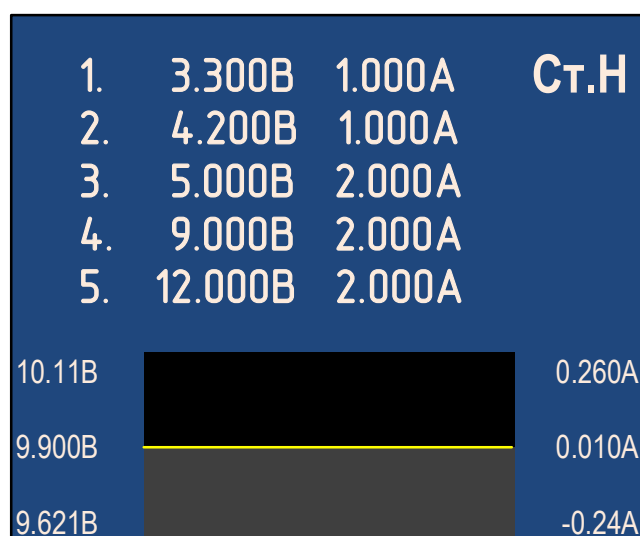 1. 3.300В 1.000А Ст.Н
2. 4.200В 1.000А
3. 5.000В 2.000А
4. 9.000В 2.000А
5. 12.000В 2.000А
10.11В 0.260А
9.900В 0.010А
9.621В -0.24А